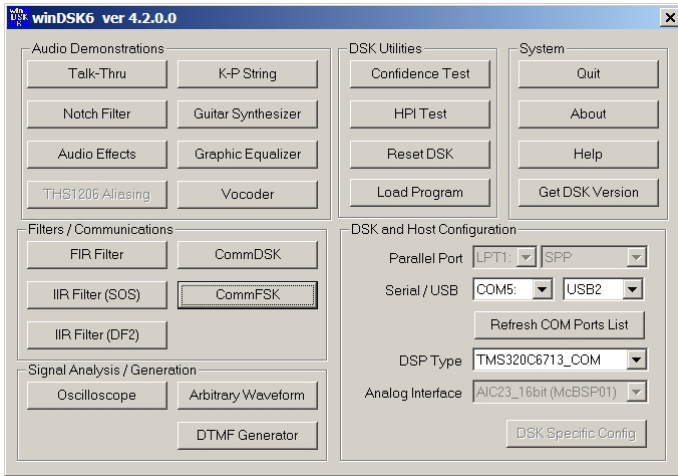 winDSK6 winDSK6 ver 4.2.0.0
Audio Demonstrations
Talk-Thru K-P String
Notch Filter Guitar Synthesizer
Audio Effects Graphic Equalizer
THS1206 Aliasing Vocoder
DSK Utilities
Confidence Test
HPI Test
Reset DSK
Load Program
System
Quit
About
Help
Get DSK Version
Filters / Communications
FIR Filter CommDSK
IIR Filter (SOS) CommFSK
IIR Filter (DF2)
Signal Analysis / Generation
Oscilloscope Arbitrary Waveform
DTMF Generator
DSK and Host Configuration
Parallel Port LPT1: SPP
Serial / USB COM5: USB2
Refresh COM Ports List
DSP Type TMS320C6713_COM
Analog Interface AIC23_16bit (McBSP01)
DSK Specific Config